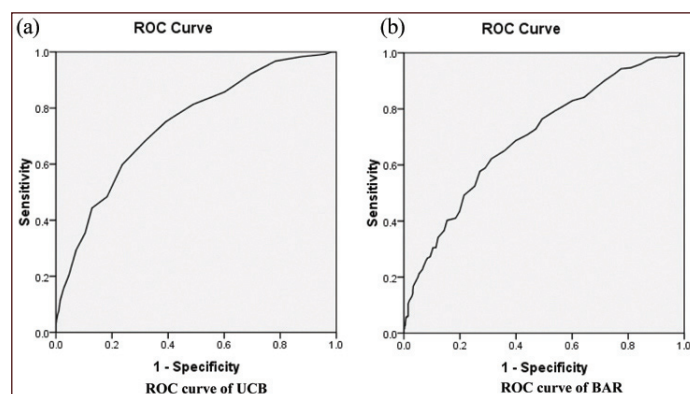 (a)
ROC Curve
1.0
0.8
0.6
0.4
0.2
0.0
Sensitivity
0.0 0.2 0.4 0.6 0.8 1.0
1 - Specificity
ROC curve of UCB
(b)
ROC Curve
1.0
0.8
0.6
0.4
0.2
0.0
Sensitivity
0.0 0.2 0.4 0.6 0.8 1.0
1 - Specificity
ROC curve of BAR